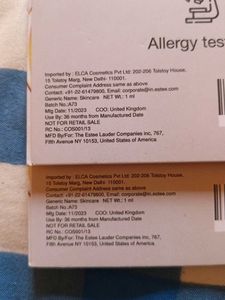 Allergy tes
Imported by : ELCA Cosmetics Pvt Ltd. 202-206 Tolstoy House,
15 Tolstoy Marg, New Delhi- 110001.
Consumer Complaint Address same as above
Contact: +91-22-61479900, Email: corporate@in.estee.com
Generic Name: Skincare NET Wt.: 1 ml
Batch No.:A73
Mfg Date: 11/2023 COO: United Kingdom
Use By: 36 months from Manufactured Date
NOT FOR RETAIL SALE
RC No.: COS001/13
MFD By/For: The Estee Lauder Companies inc, 767,
Fifth Avenue NY 10153, United States of America
Imported by : ELCA Cosmetics Pvt Ltd. 202-206 Tolstoy House,
15 Tolstoy Marg, New Delhi- 110001.
Consumer Complaint Address same as above
Contact: +91-22-61479900, Email: corporate@in.estee.com
Generic Name: Skincare NET Wt.: 1 ml
Batch No.:A73
Mfg Date: 11/2023 COO: United Kingdom
Use By: 36 months from Manufactured Date
NOT FOR RETAIL SALE
RC No.: COS001/13
MFD By/For: The Estee Lauder Companies inc, 767,
Fifth Avenue NY 10153, United States of America